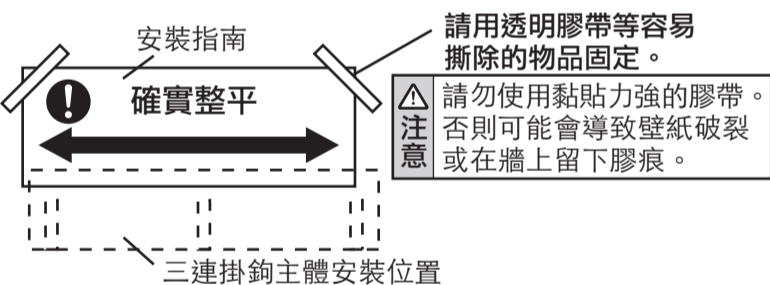 安裝指南
請用透明膠帶等容易
撕除的物品固定。
確實整平
注意
請勿使用黏貼力強的膠帶。
否則可能會導致壁紙破裂
或在牆上留下膠痕。
三連掛鉤主體安裝位置